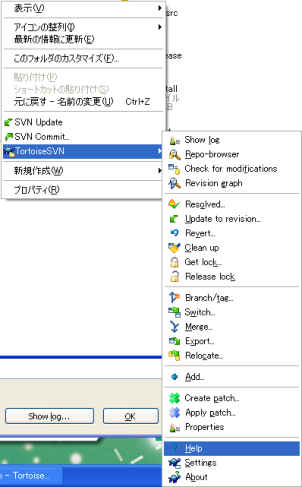 表示(V)
src
アイコンの整列(I)
最新の情報に更新(E)
このフォルダのカスタマイズ(F)...
ease
貼り付け(P)
ショートカットの貼り付け(S)
元に戻す - 名前の変更(U) Ctrl+Z
tall
イル
B
SVN Update
SVN Commit...
TortoiseSVN
新規作成(W)
プロパティ(R)
Show log
Repo-browser
Check for modifications
Revision graph
Resolved...
Update to revision...
Revert...
Clean up
Get lock...
Release lock
Branch/tag...
Switch...
Merge...
Export...
Relocate...
Add...
Create patch...
Apply patch...
Properties
Help
Settings
About
Show log...
OK
n - Tortoise...